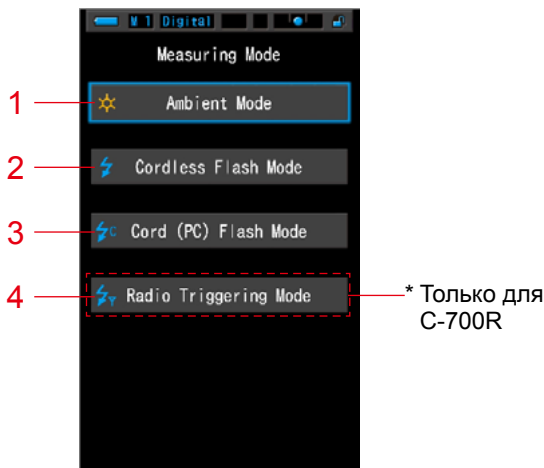 M 1 Digital
Measuring Mode
1 Ambient Mode
2 Cordless Flash Mode
3 C Cord (PC) Flash Mode
4 Radio Triggering Mode
* Только для
C-700R